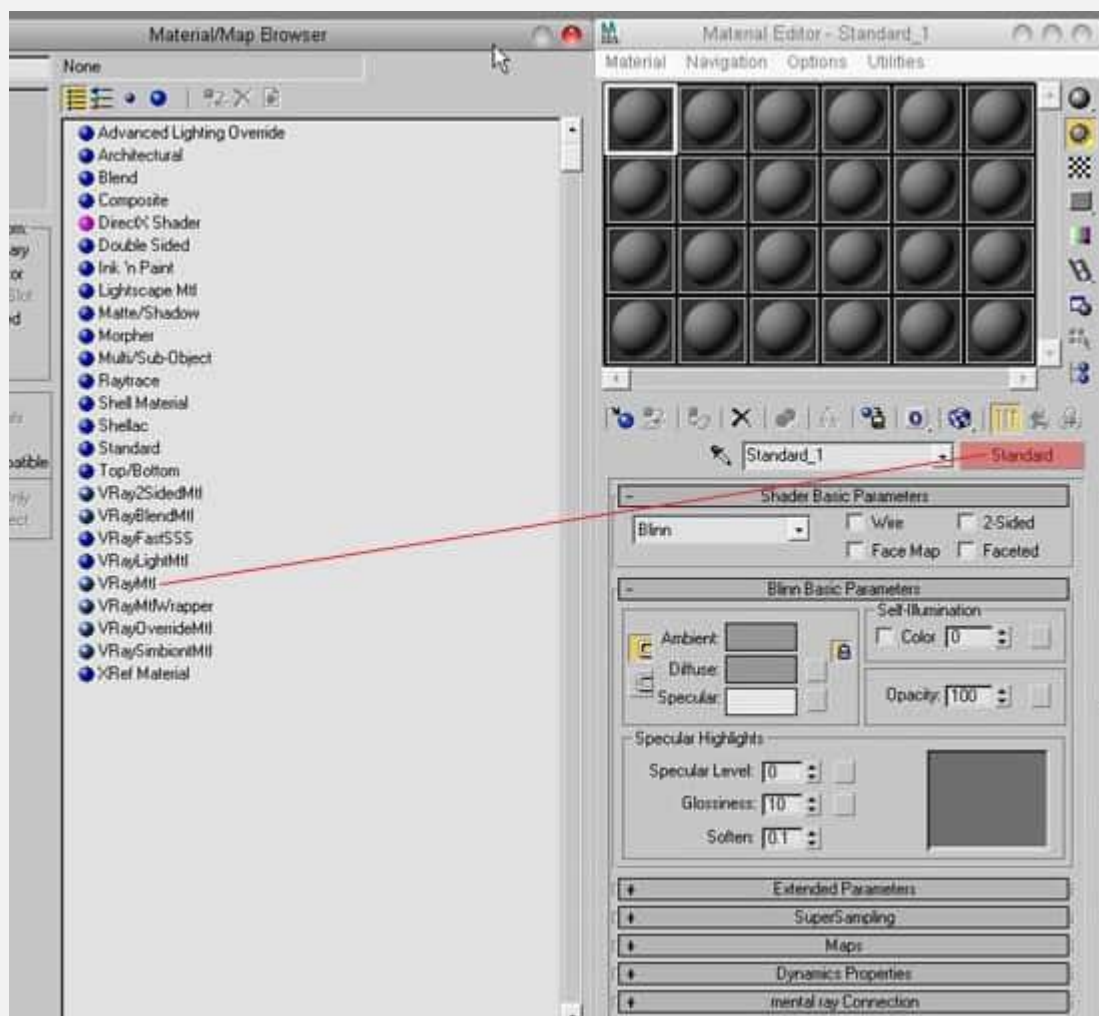 Material/Map Browser
None
Advanced Lighting Override
Architectural
Blend
Composite
DirectX Shader
Double Sided
Ink 'n Paint
Lightscape Mtl
Matte/Shadow
Morpher
Multi/Sub-Object
Raytrace
Shell Material
Shellac
Standard
Top/Bottom
VRay2SidedMtl
VRayBlendMtl
VRayFastSSS
VRayLightMtl
VRayMtl
VRayMtlWrapper
VRayOverrideMtl
VRaySimbiontMtl
XRef Material
Material Editor - Standard_1
Material Navigation Options Utilities
Standard_1 Standard
Shader Basic Parameters
Blinn Wire 2-Sided
Face Map Faceted
Blinn Basic Parameters
Self-Illumination
Ambient: Color 0
Diffuse:
Specular: Opacity: 100
Specular Highlights
Specular Level: 0
Glossiness: 10
Soften: 0.1
Extended Parameters
SuperSampling
Maps
Dynamics Properties
mental ray Connection